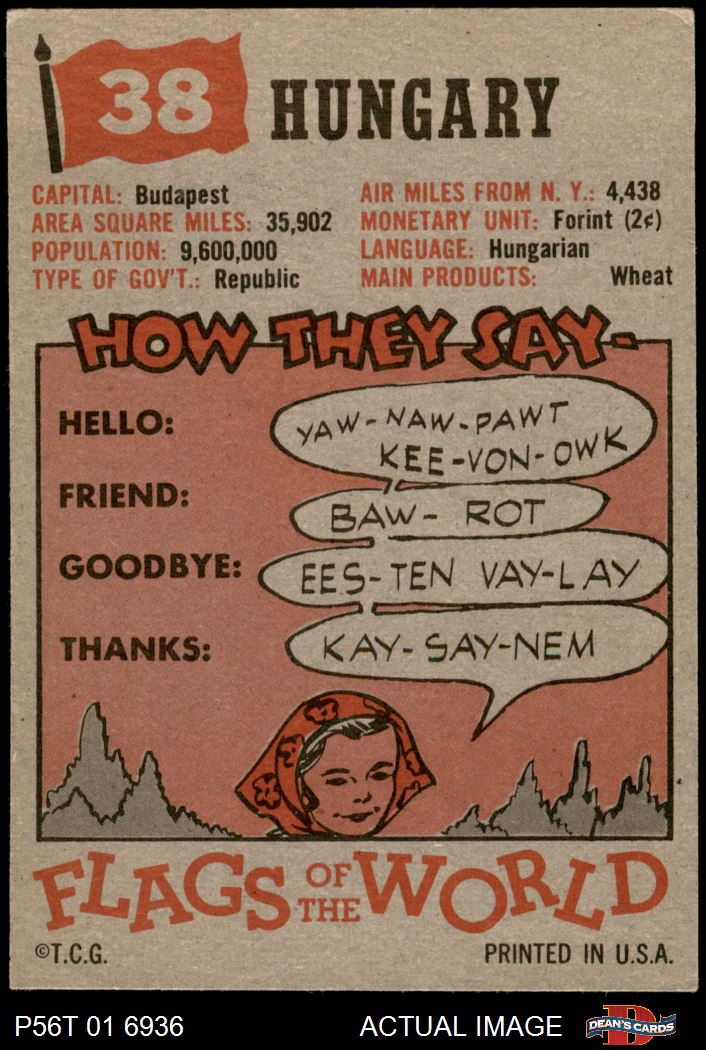 38 HUNGARY
CAPITAL: Budapest
AREA SQUARE MILES: 35,902
POPULATION: 9,600,000
TYPE OF GOV'T.: Republic
AIR MILES FROM N. Y.: 4,438
MONETARY UNIT: Forint (2¢)
LANGUAGE: Hungarian
MAIN PRODUCTS: Wheat
HOW THEY SAY-
HELLO:
YAW-NAW-PAWT
KEE-VON-OWK
FRIEND:
BAW- ROT
GOODBYE:
EES-TEN VAY-LAY
THANKS:
KAY-SAY-NEM
FLAGS OF THE WORLD
©T.C.G.
PRINTED IN U.S.A.
P56T 01 6936
ACTUAL IMAGE
D
DEAN'S CARDS